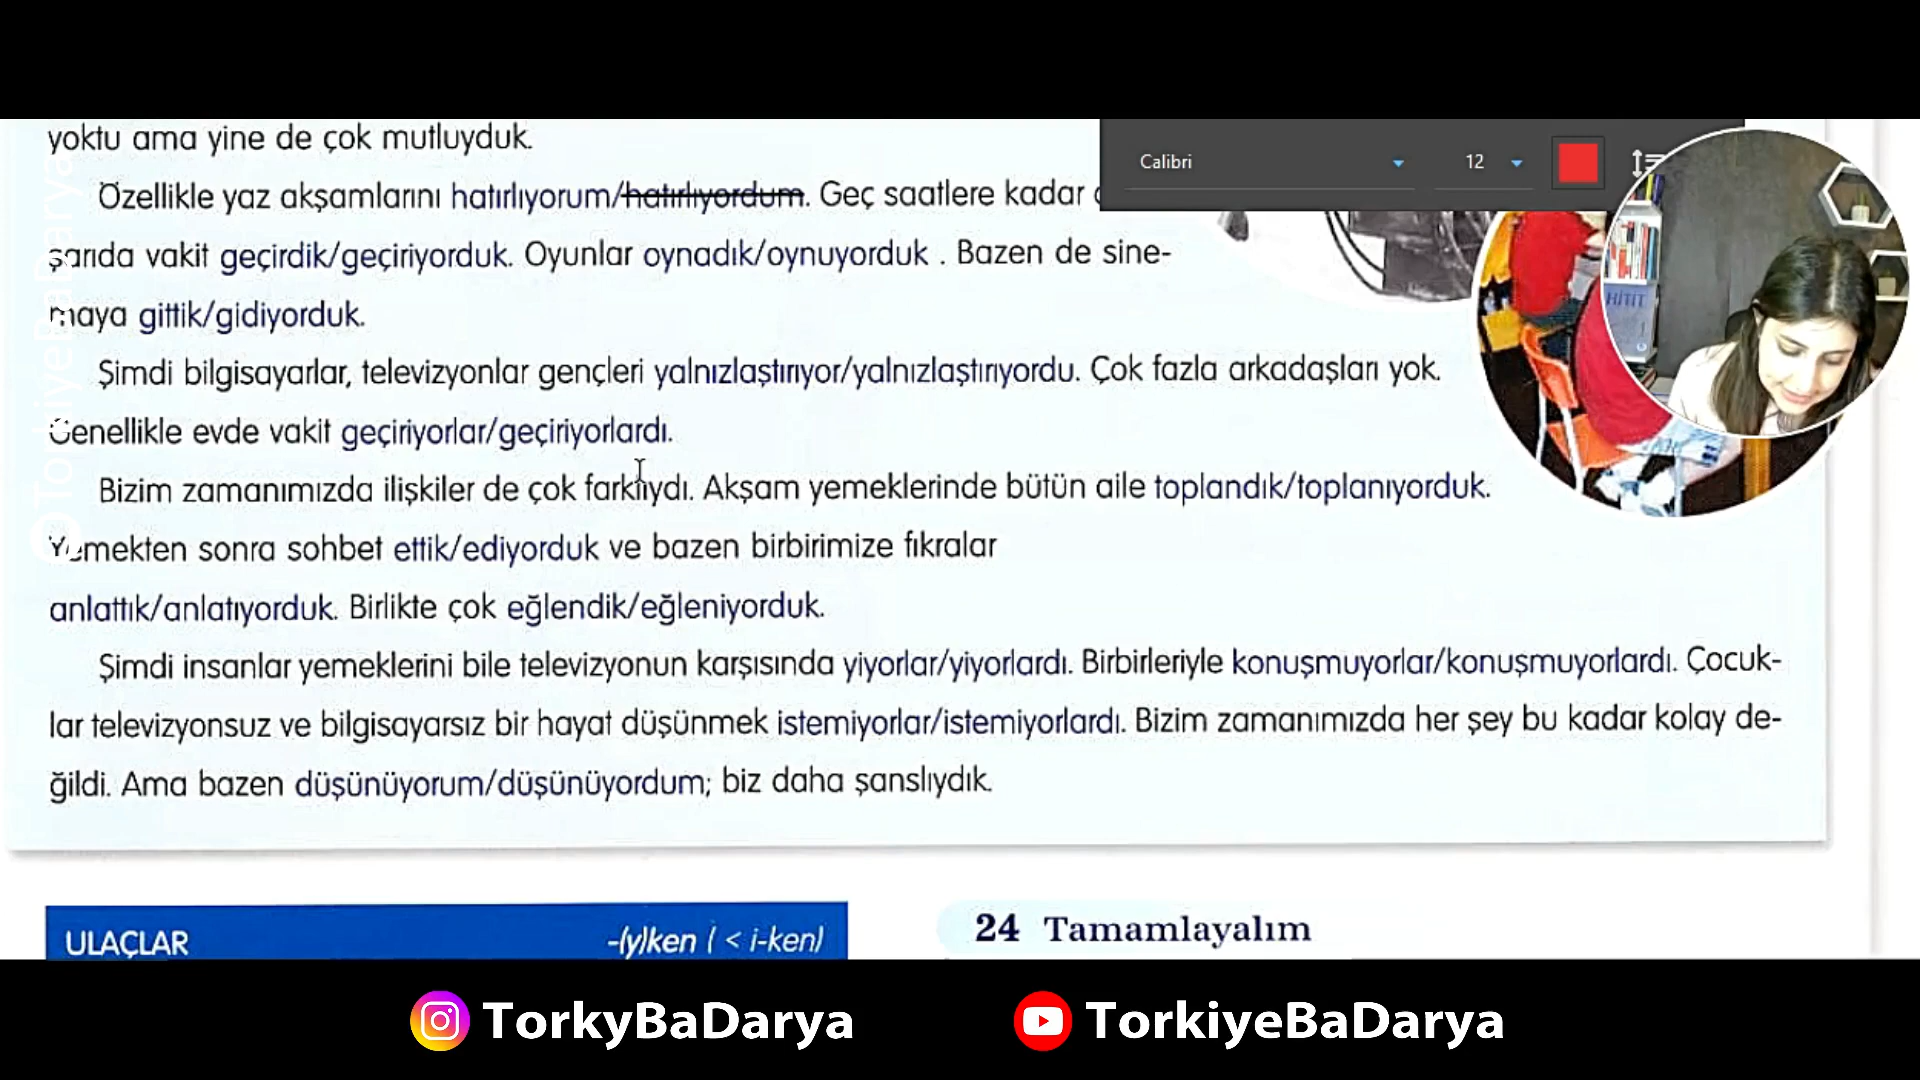 yoktu ama yine de çok mutluyduk.
Calibri 12
Özellikle yaz akşamlarını hatırlıyorum/hatırlıyordum. Geç saatlere kadar
şarıda vakit geçirdik/geçiriyorduk. Oyunlar oynadık/oynuyorduk . Bazen de sine-
maya gittik/gidiyorduk.
HİTİT
Şimdi bilgisayarlar, televizyonlar gençleri yalnızlaştırıyor/yalnızlaştırıyordu. Çok fazla arkadaşları yok.
Genellikle evde vakit geçiriyorlar/geçiriyorlardı.
Bizim zamanımızda ilişkiler de çok farklıydı. Akşam yemeklerinde bütün aile toplandık/toplanıyorduk.
Yemekten sonra sohbet ettik/ediyorduk ve bazen birbirimize fıkralar
anlattık/anlatıyorduk. Birlikte çok eğlendik/eğleniyorduk.
Şimdi insanlar yemeklerini bile televizyonun karşısında yiyorlar/yiyorlardı. Birbirleriyle konuşmuyorlar/konuşmuyorlardı. Çocuk-
lar televizyonsuz ve bilgisayarsız bir hayat düşünmek istemiyorlar/istemiyorlardı. Bizim zamanımızda her şey bu kadar kolay de-
ğildi. Ama bazen düşünüyorum/düşünüyordum; biz daha şanslıydık.
ULAÇLAR -(y)ken ( < i-ken)
24 Tamamlayalım
TorkiyeBaDarya
TorkyBaDarya
TorkiyeBaDarya